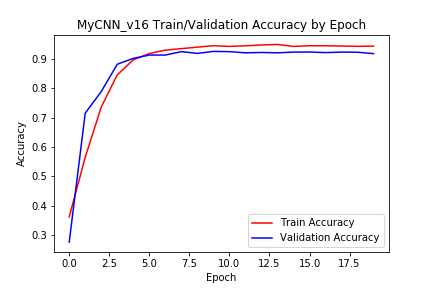 MyCNN_v16 Train/Validation Accuracy by Epoch
Accuracy
0.9
0.8
0.7
0.6
0.5
0.4
0.3
Train Accuracy
Validation Accuracy
0.0 2.5 5.0 7.5 10.0 12.5 15.0 17.5
Epoch